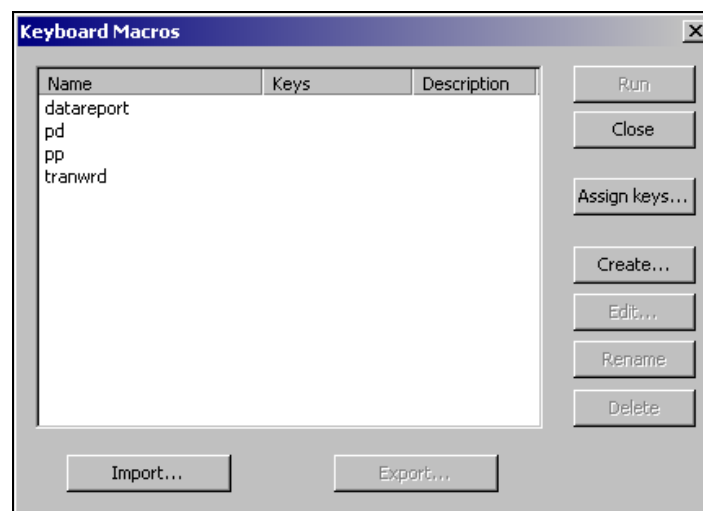 Keyboard Macros
Name Keys Description
datareport
pd
pp
tranwrd
Run
Close
Assign keys...
Create...
Edit...
Rename
Delete
Import... Export...